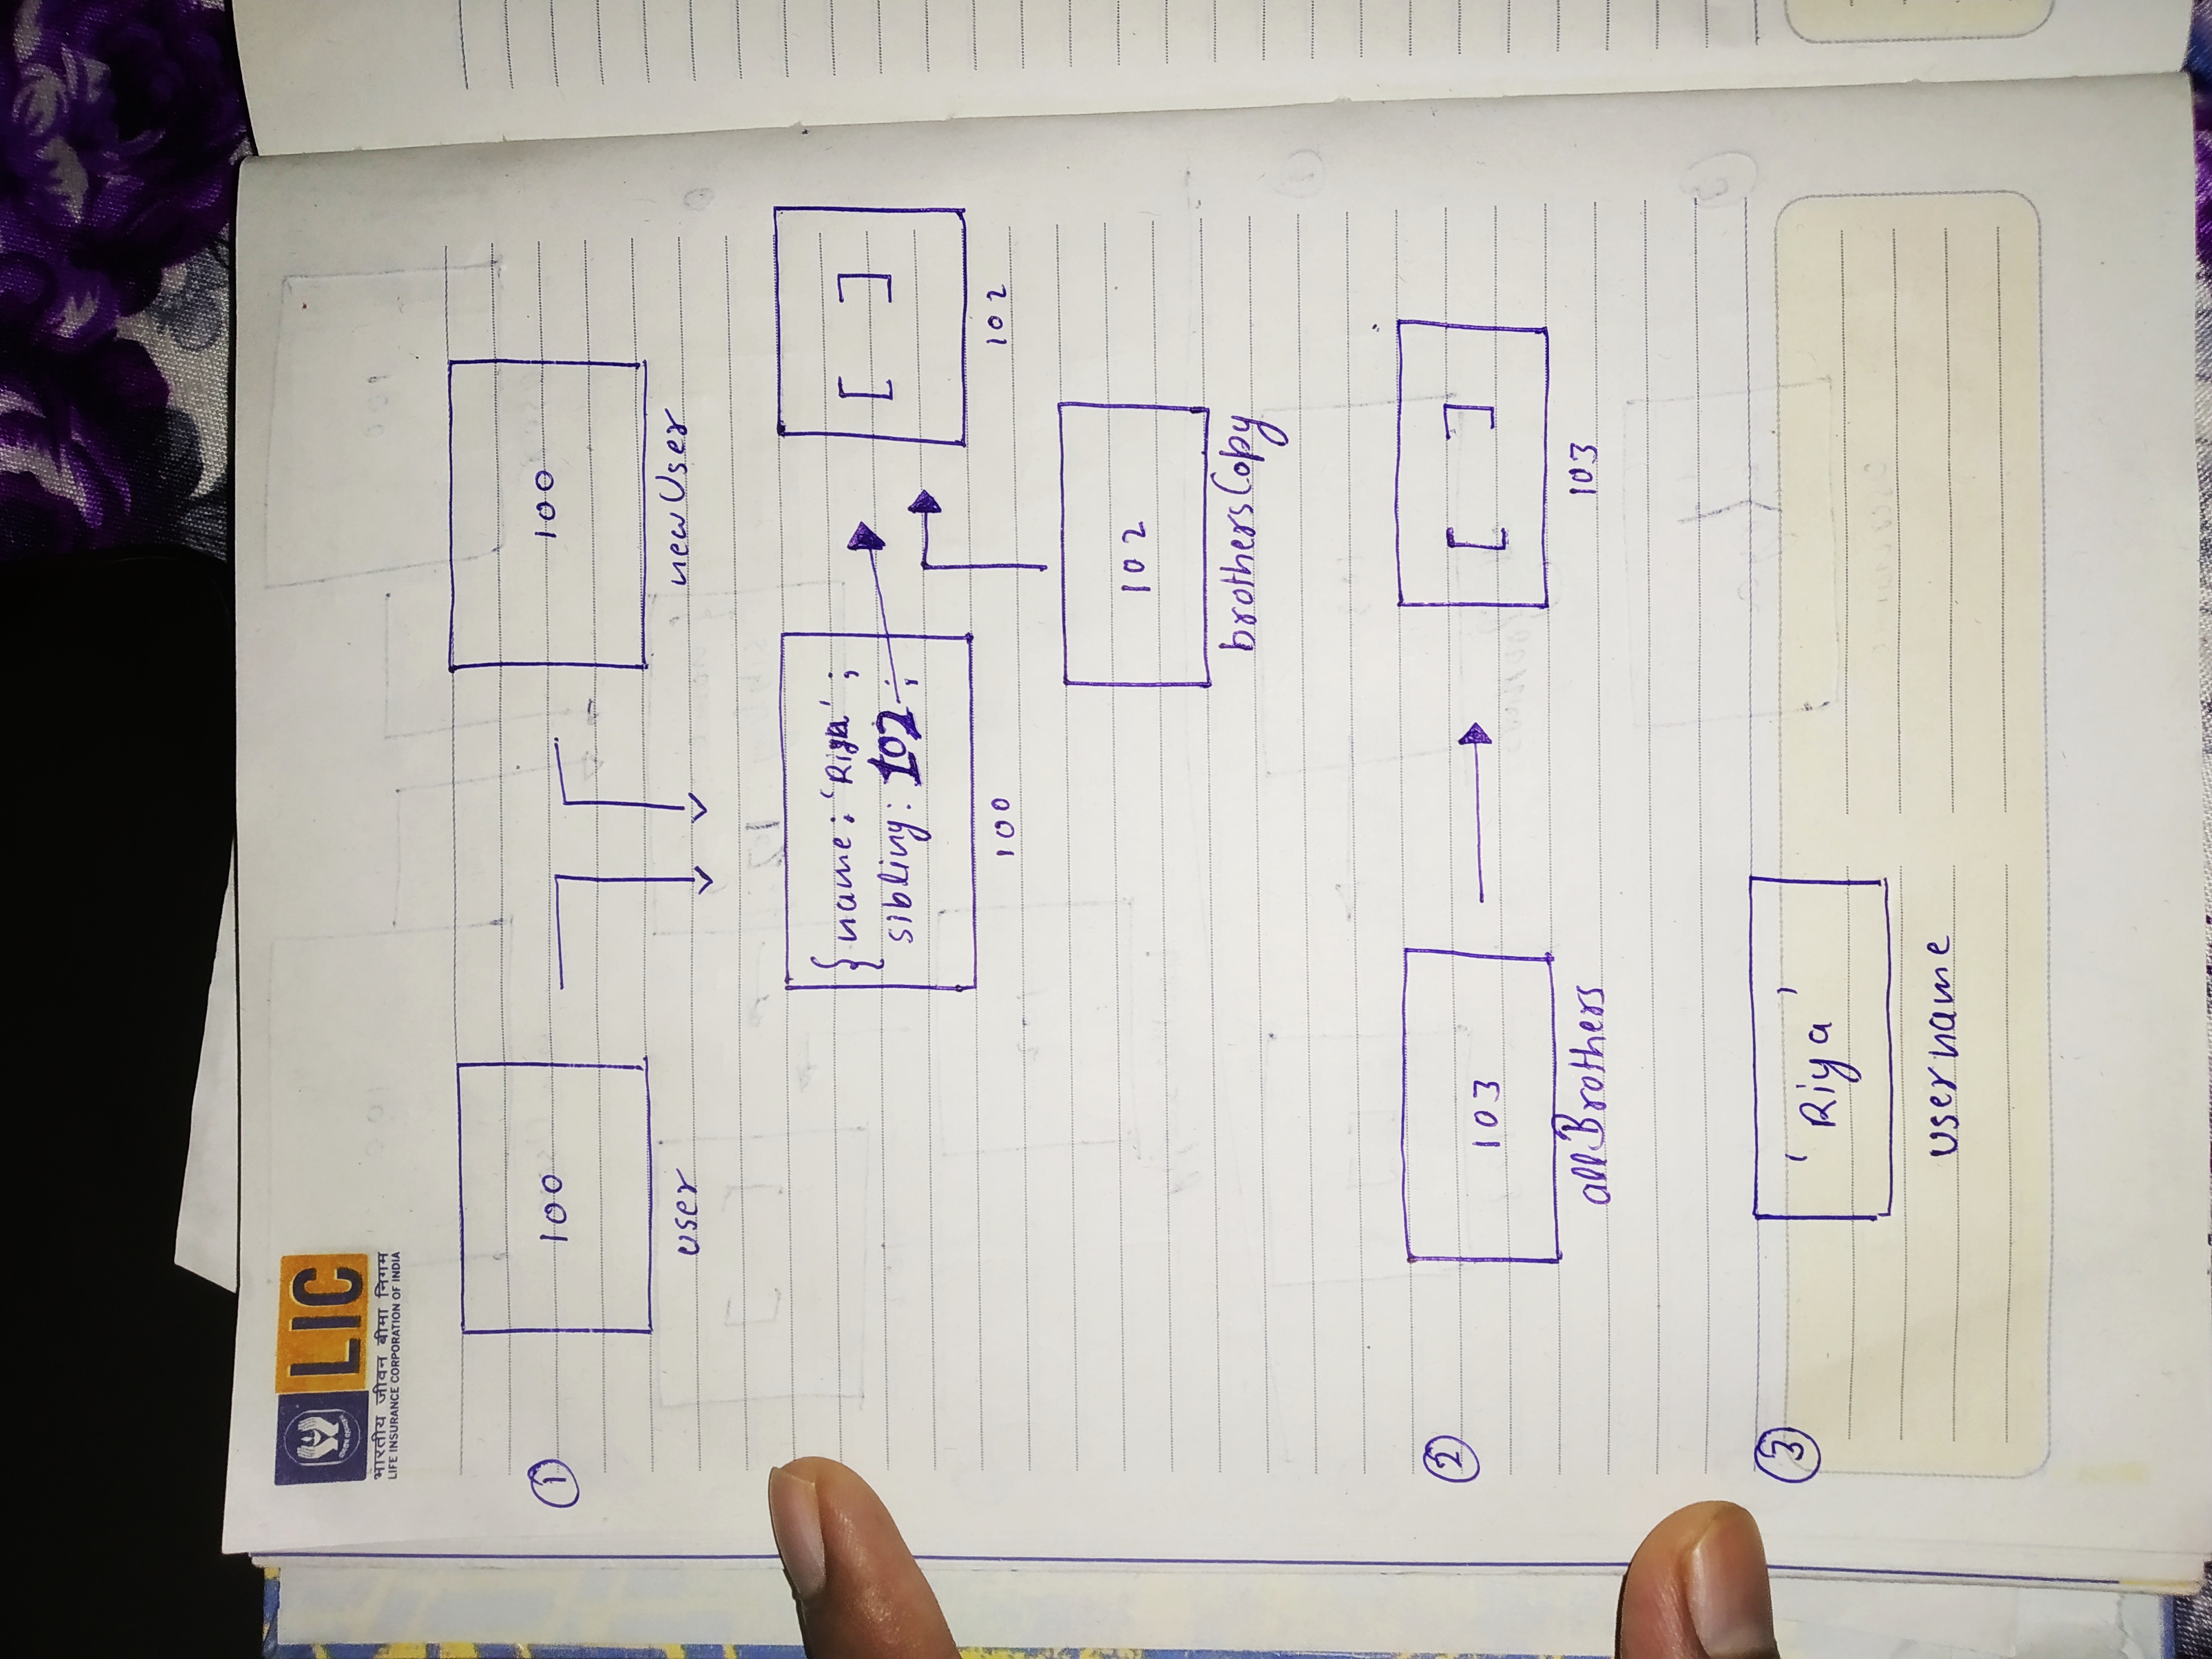 LIC
भारतीय जीवन बीमा निगम
LIFE INSURANCE CORPORATION OF INDIA
① 100 100
user newUser
{ name: 'Riya' ;
sibling: 102 ; [ ]
100 102
102
brothersCopy
② 103 [ ]
allBrothers 103
③ 'Riya'
username